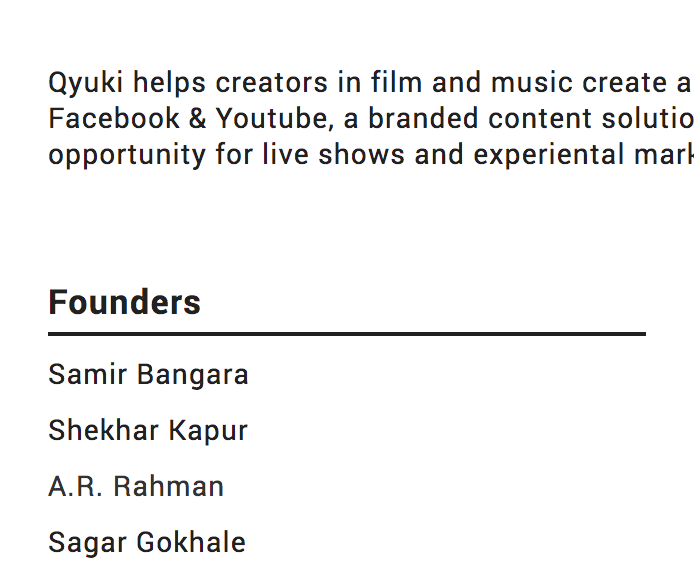 Qyuki helps creators in film and music create a
Facebook & Youtube, a branded content solutio
opportunity for live shows and experiental mark
Founders
Samir Bangara
Shekhar Kapur
A.R. Rahman
Sagar Gokhale